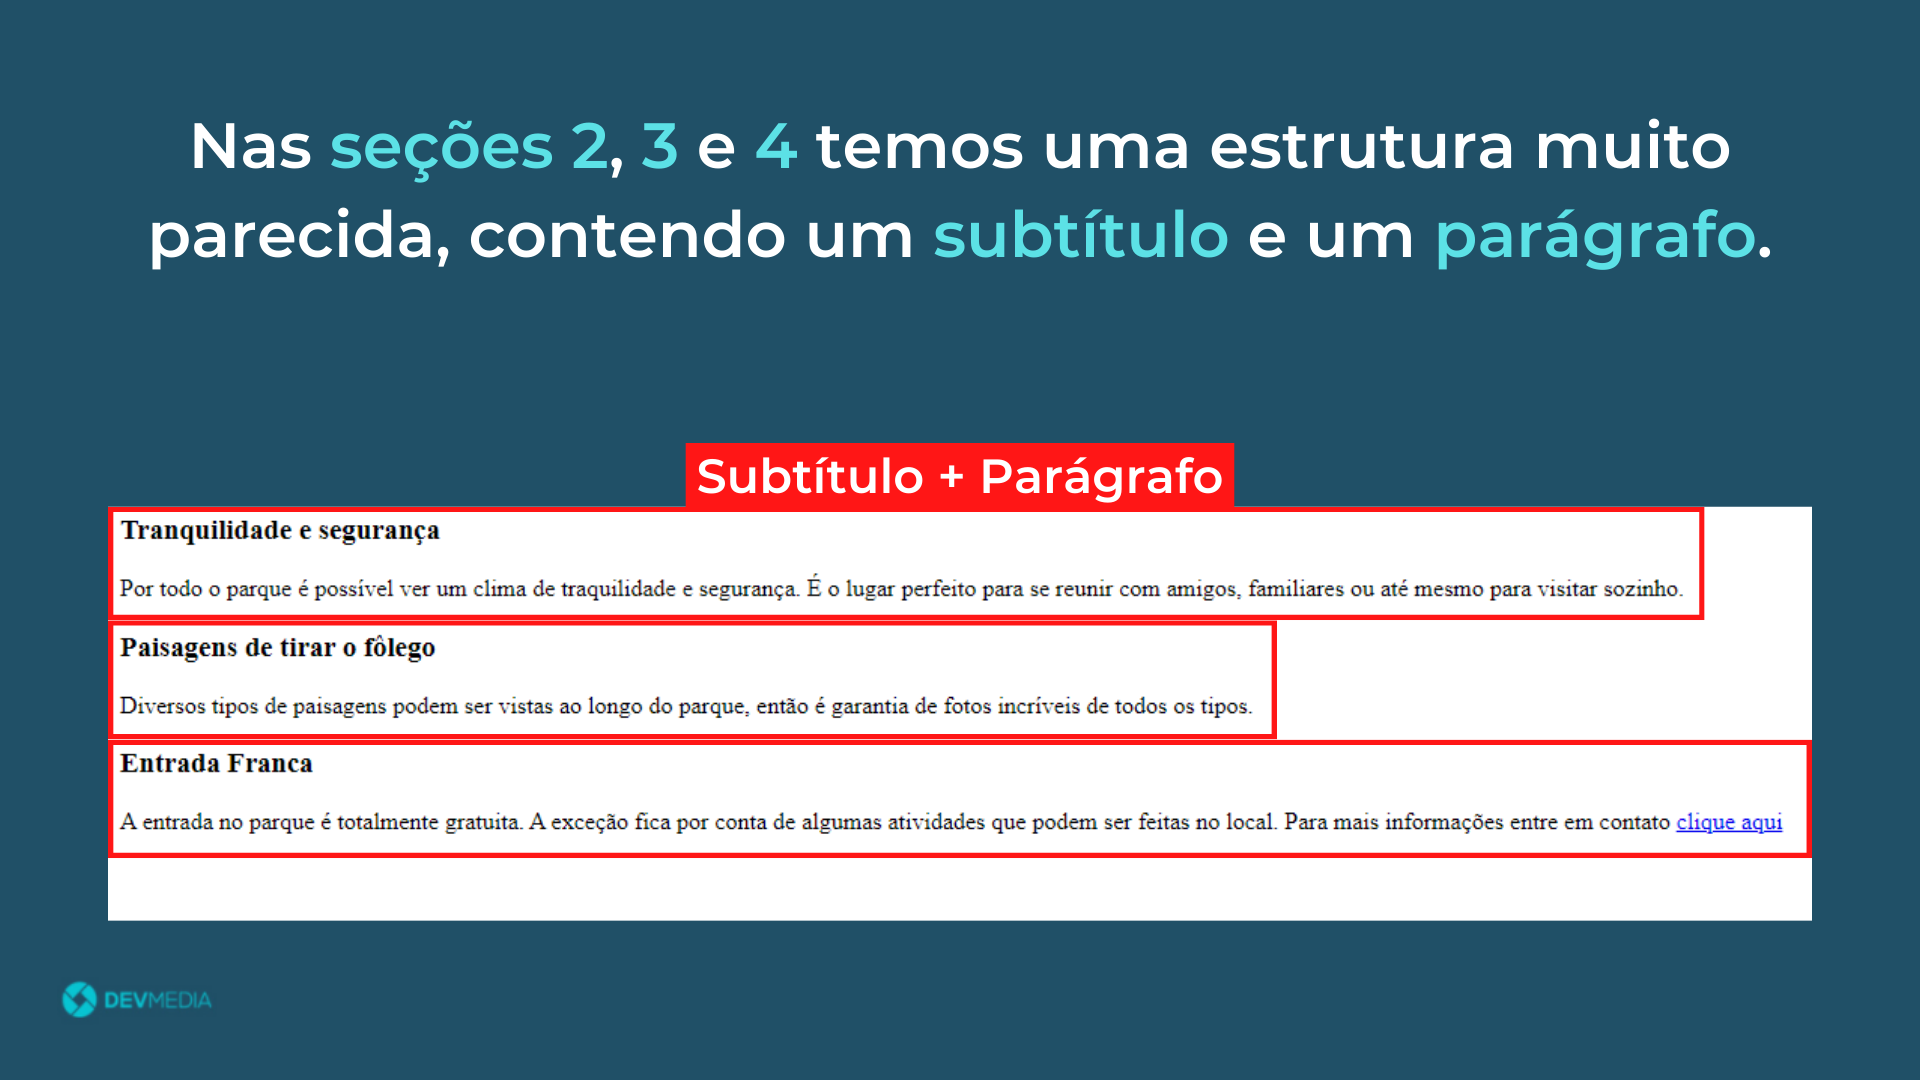 Nas seções 2, 3 e 4 temos uma estrutura muito
parecida, contendo um subtítulo e um parágrafo.
Subtítulo + Parágrafo
Tranquilidade e segurança
Por todo o parque é possível ver um clima de traquilidade e segurança. É o lugar perfeito para se reunir com amigos, familiares ou até mesmo para visitar sozinho.
Paisagens de tirar o fôlego
Diversos tipos de paisagens podem ser vistas ao longo do parque, então é garantia de fotos incríveis de todos os tipos.
Entrada Franca
A entrada no parque é totalmente gratuita. A exceção fica por conta de algumas atividades que podem ser feitas no local. Para mais informações entre em contato clique aqui
DEVMEDIA